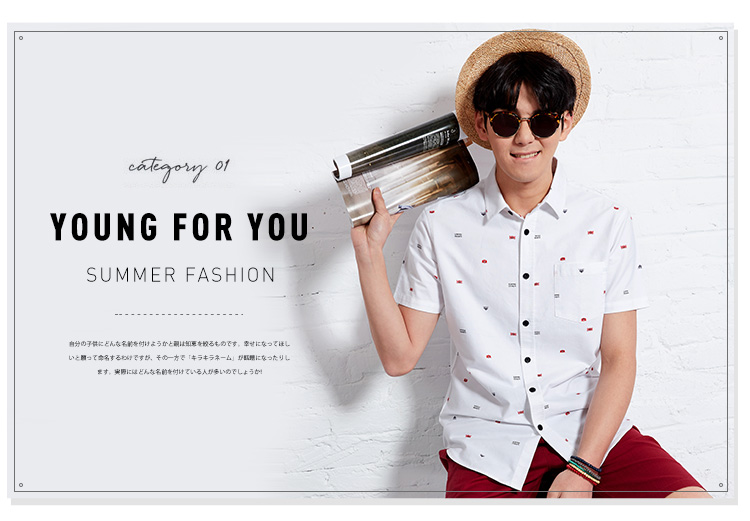 category 01
YOUNG FOR YOU
SUMMER FASHION
自分の子供にどんな名前を付けようかと親は知恵を絞るものです。幸せになってほし
いと願って命名するわけですが、その一方で「キラキラネーム」が話題になったりし
ます。実際にはどんな名前を付けている人が多いのでしょうか?